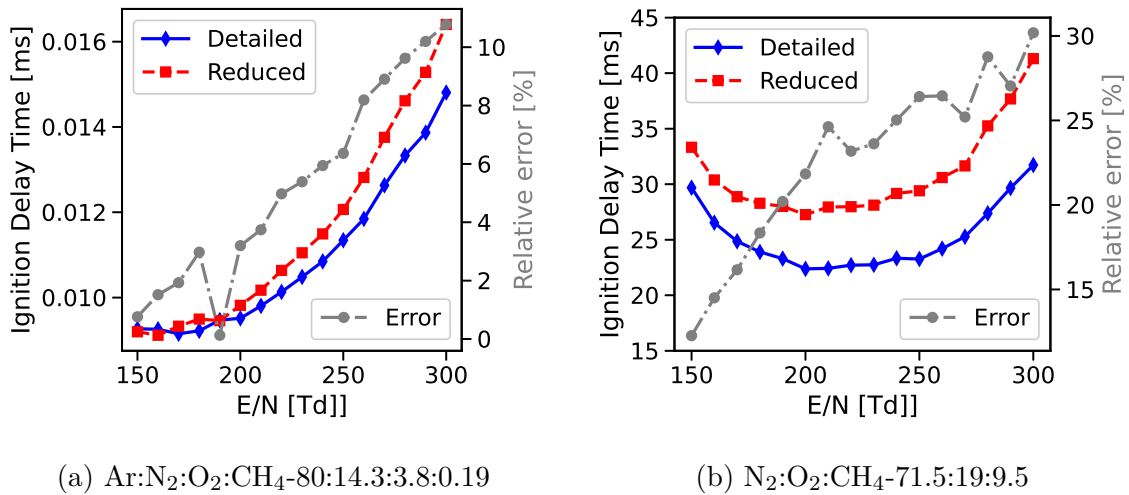 Ignition Delay Time [ms]
0.016
0.014
0.012
0.010
Detailed
Reduced
Error
10
8
6
4
2
0
Relative error [%]
150 200 250 300
E/N [Td]]
(a) Ar:N₂:O₂:CH₄-80:14.3:3.8:0.19
Ignition Delay Time [ms]
45
40
35
30
25
20
15
Detailed
Reduced
Error
30
25
20
15
Relative error [%]
150 200 250 300
E/N [Td]]
(b) N₂:O₂:CH₄-71.5:19:9.5